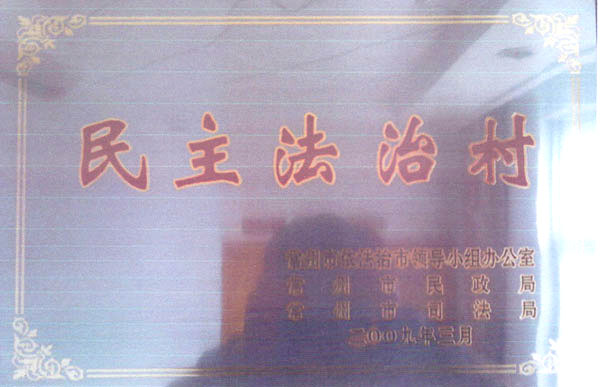 民主法治村
常州市依法治市领导小组办公室
常州市民政局
常州市司法局
二〇〇九年三月